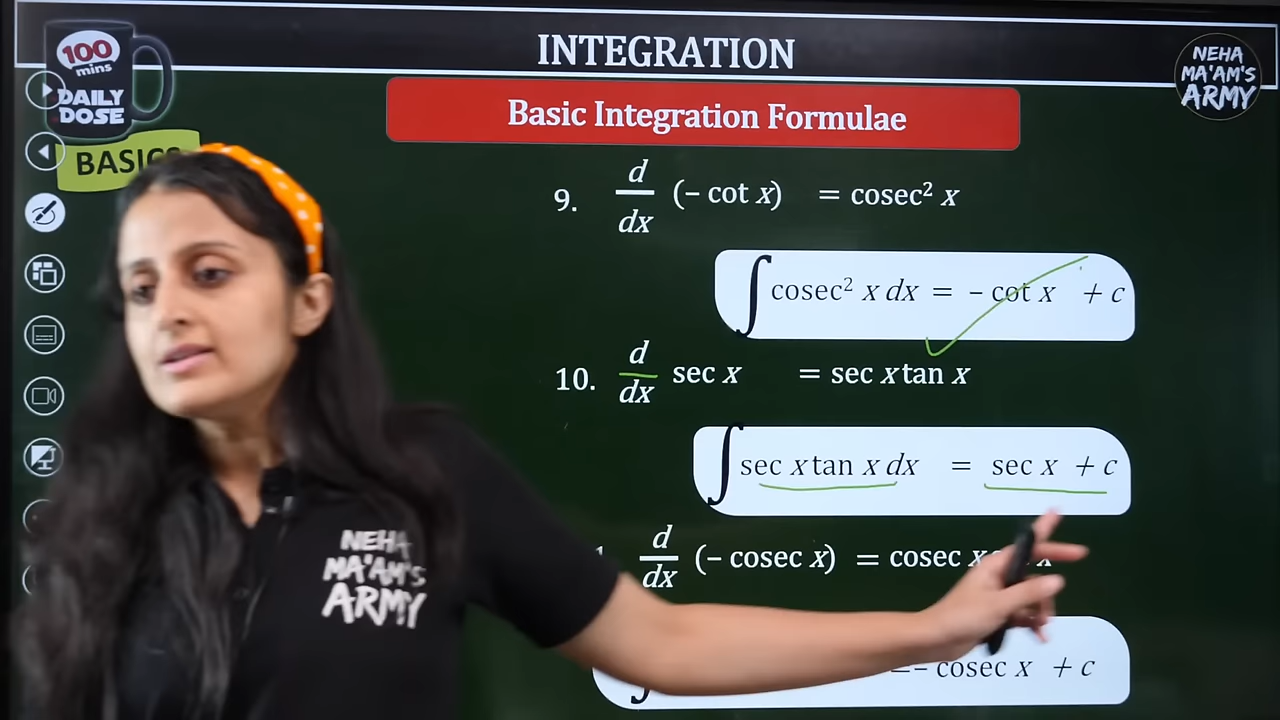 100
mins
DAILY
DOSE
INTEGRATION
NEHA
MA'AM'S
ARMY
BASICS
Basic Integration Formulae
9. d/dx (– cot x) = cosec² x
∫ cosec² x dx = – cot x + c
10. d/dx sec x = sec x tan x
∫ sec x tan x dx = sec x + c
d/dx (– cosec x) = cosec x
– cosec x + c
NEHA
MA'AM'S
ARMY